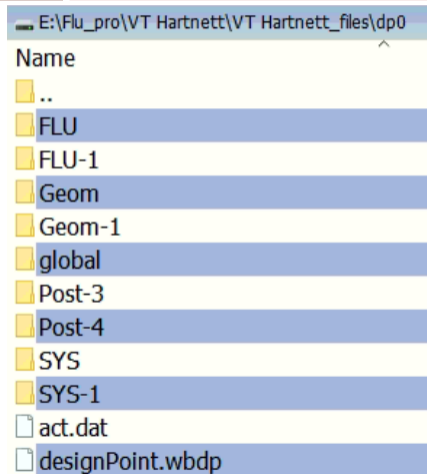 E:\Flu_pro\VT Hartnett\VT Hartnett_files\dp0
Name
..
FLU
FLU-1
Geom
Geom-1
global
Post-3
Post-4
SYS
SYS-1
act.dat
designPoint.wbdp